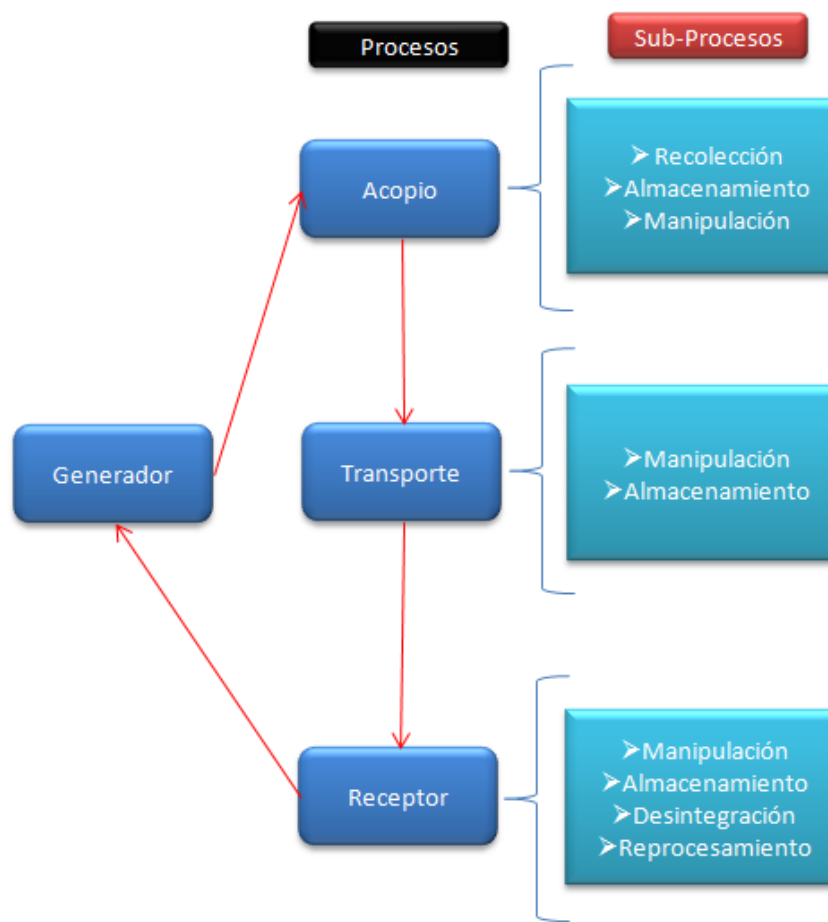 Procesos
Sub-Procesos
Acopio
➤ Recolección
➤Almacenamiento
➤Manipulación
Generador
Transporte
➤Manipulación
➤Almacenamiento
Receptor
➤Manipulación
➤Almacenamiento
➤Desintegración
➤Reprocesamiento